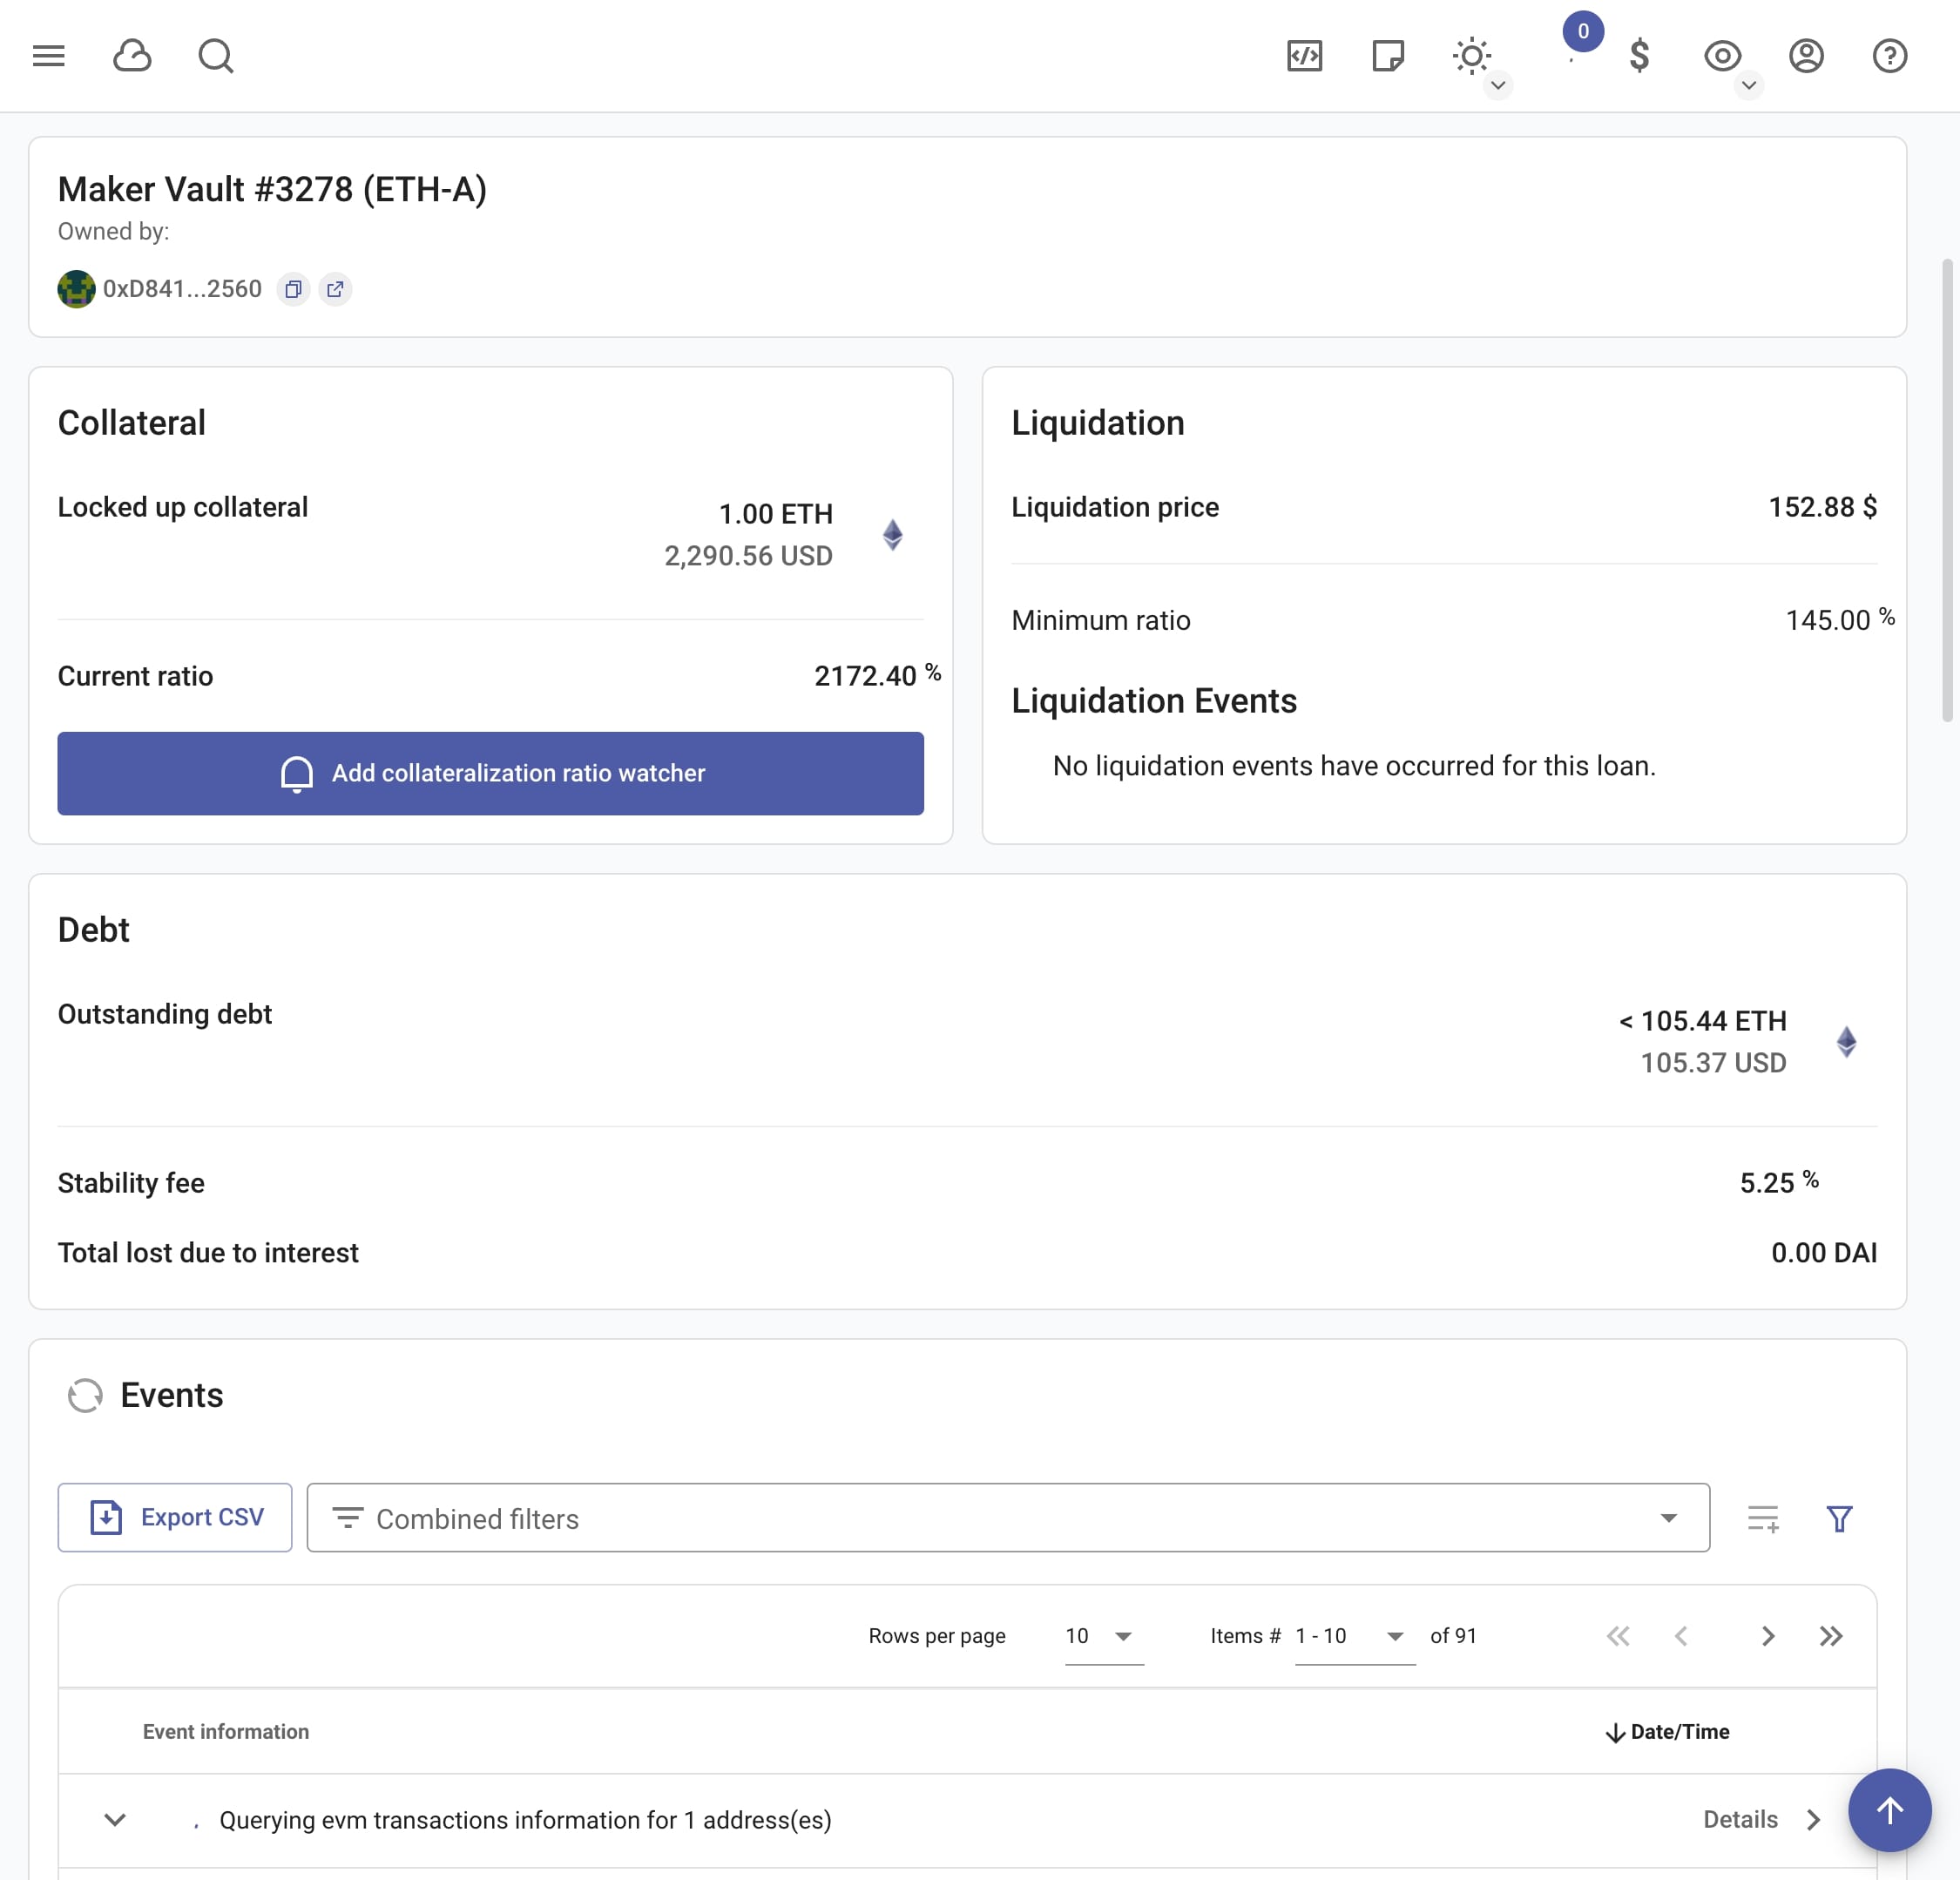 0
Maker Vault #3278 (ETH-A)
Owned by:
0xD841...2560
Collateral
Locked up collateral
1.00 ETH
2,290.56 USD
Current ratio
2172.40 %
Add collateralization ratio watcher
Liquidation
Liquidation price
152.88 $
Minimum ratio
145.00 %
Liquidation Events
No liquidation events have occurred for this loan.
Debt
Outstanding debt
< 105.44 ETH
105.37 USD
Stability fee
5.25 %
Total lost due to interest
0.00 DAI
Events
Export CSV
Combined filters
Rows per page 10 Items # 1 - 10 of 91
Event information Date/Time
Querying evm transactions information for 1 address(es) Details